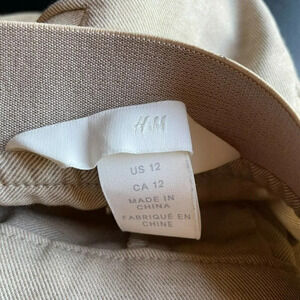 H&M
US 12
CA 12
MADE IN
CHINA
FABRIQUÉ EN
CHINE